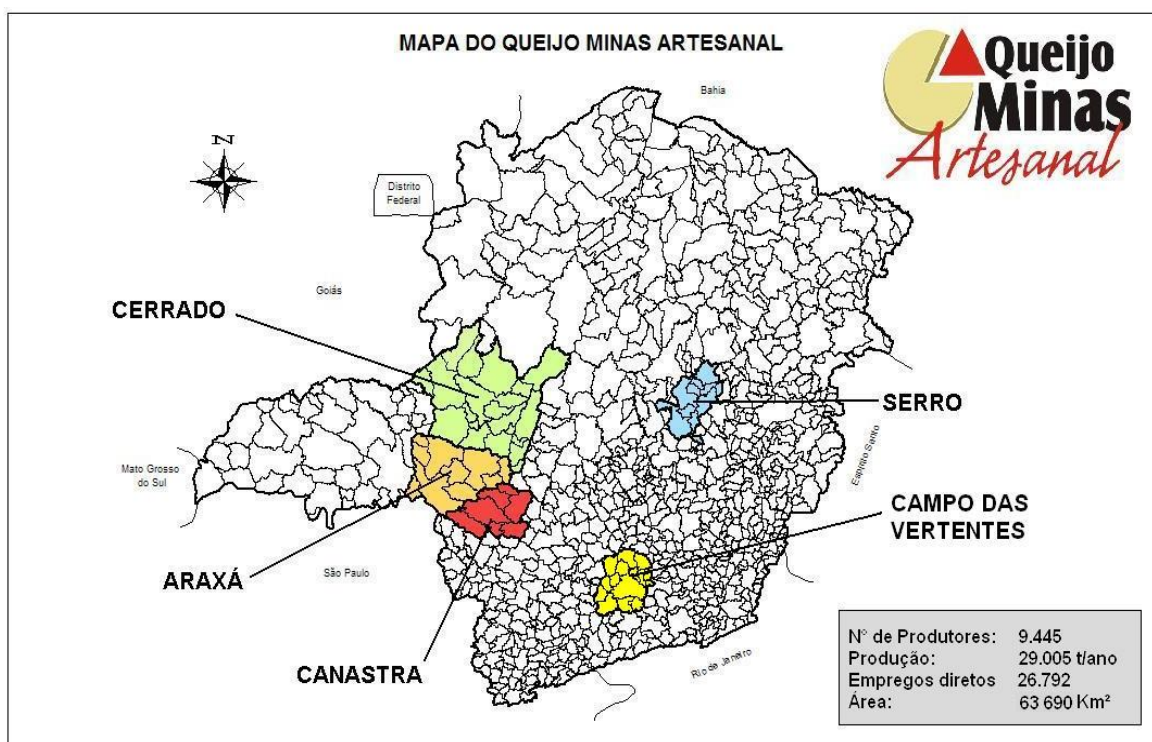 MAPA DO QUEIJO MINAS ARTESANAL
Queijo
Minas
Artesanal
Bahia
N
Distrito
Federal
Goiás
CERRADO
SERRO
Mato Grosso
do Sul
Espírito Santo
CAMPO DAS
VERTENTES
ARAXÁ
São Paulo
CANASTRA
Rio de Janeiro
N° de Produtores: 9.445
Produção: 29.005 t/ano
Empregos diretos 26.792
Área: 63 690 Km²